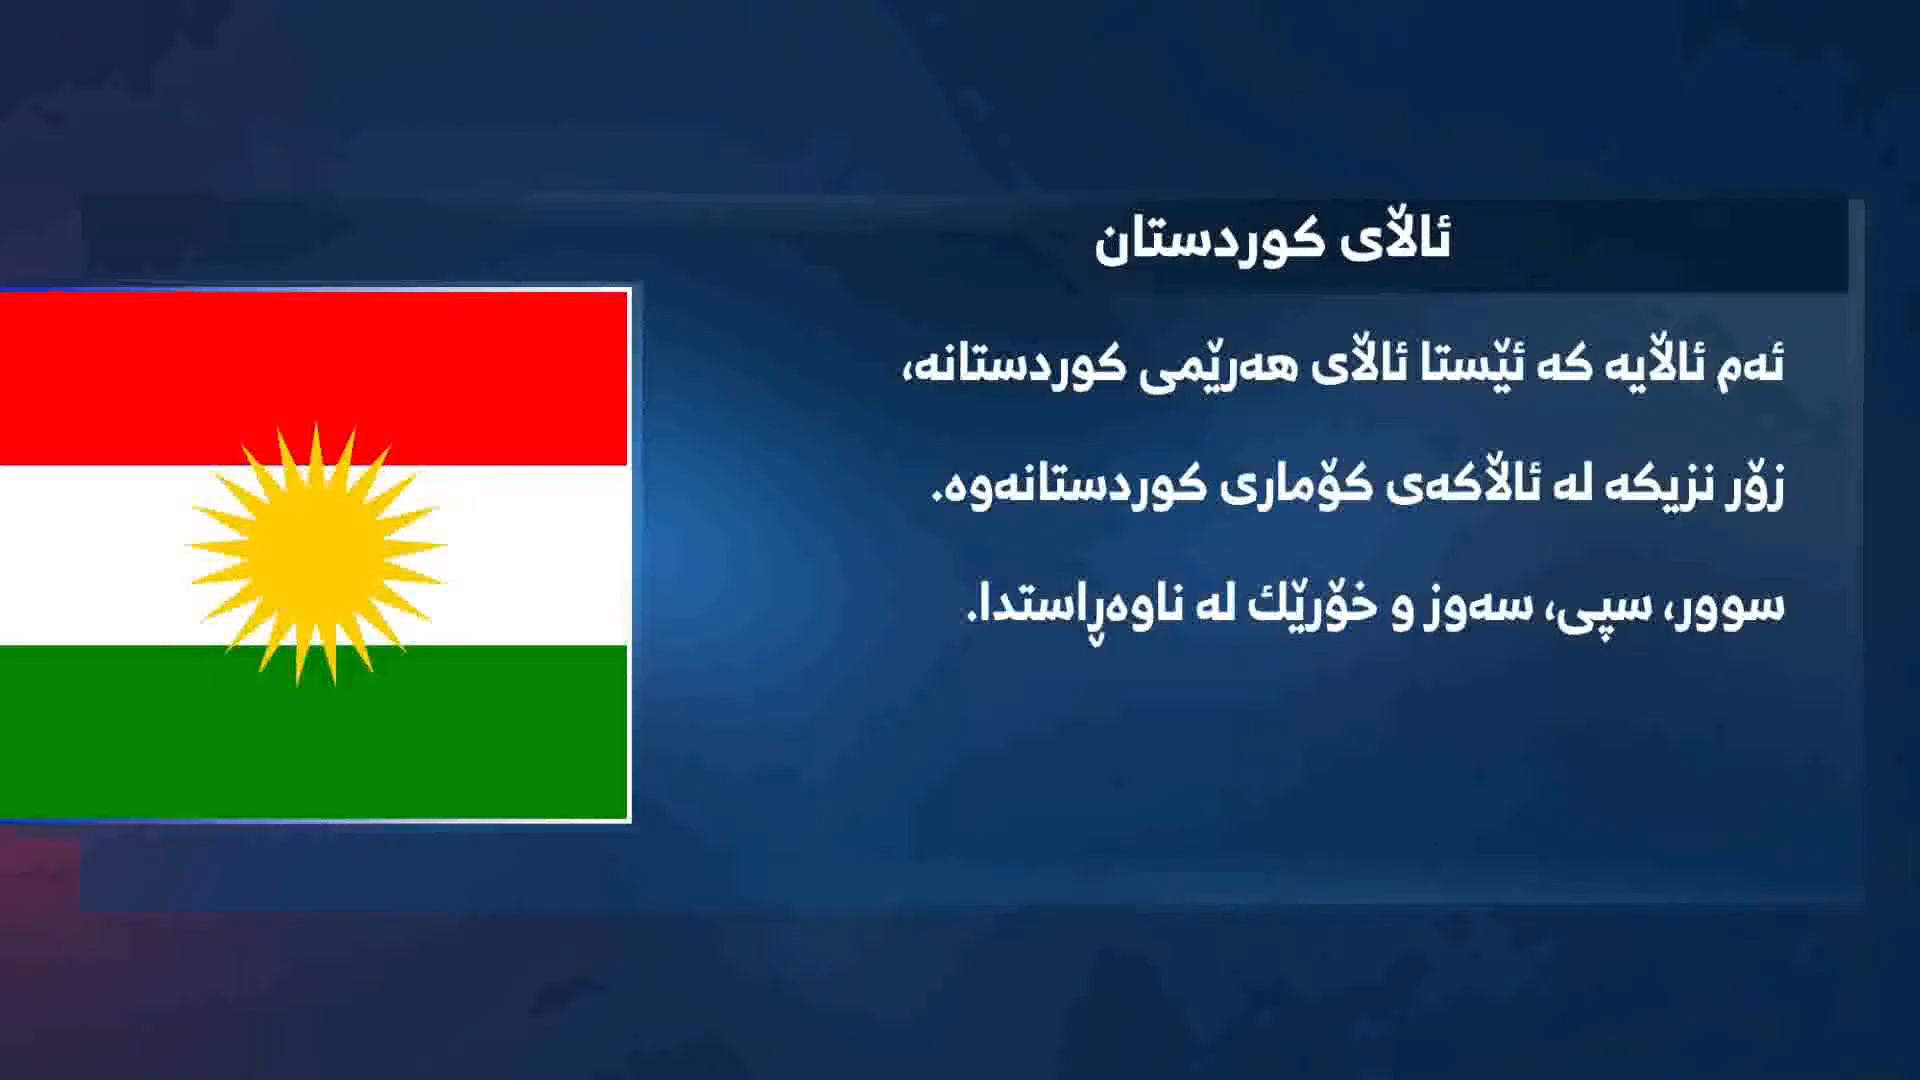 ئاڵای کوردستان
ئەم ئاڵایە کە ئێستا ئاڵای هەرێمی کوردستانە،
زۆر نزیکە لە ئاڵاکەی کۆماری کوردستانەوە.
سوور، سپی، سەوز و خۆرێك لە ناوەڕاستدا.